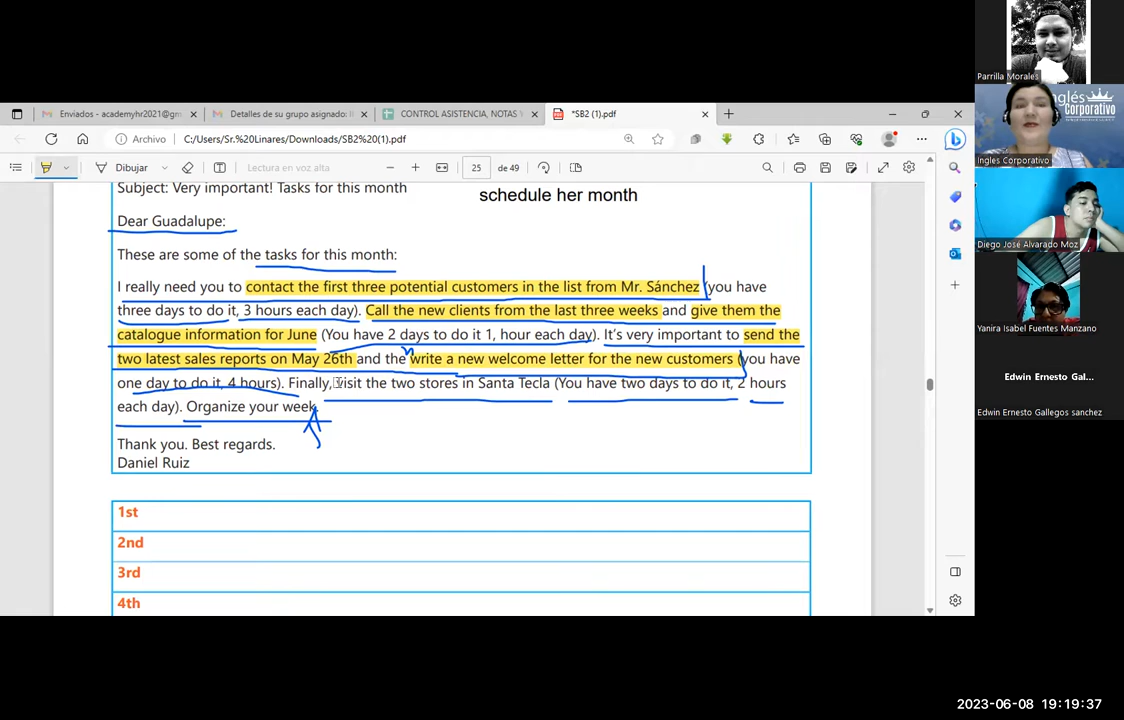 Enviados - academyhr2021@gm
Detalles de su grupo asignado: I
CONTROL ASISTENCIA, NOTAS Y
*SB2 (1).pdf
Archivo
C:/Users/Sr.%20Linares/Downloads/SB2%20(1).pdf
Dibujar
Lectura en voz alta
25
de 49
Subject: Very important! Tasks for this month
schedule her month
Dear Guadalupe:
These are some of the tasks for this month:
I really need you to contact the first three potential customers in the list from Mr. Sánchez (you have
three days to do it, 3 hours each day). Call the new clients from the last three weeks and give them the
catalogue information for June (You have 2 days to do it 1, hour each day). It's very important to send the
two latest sales reports on May 26th and the write a new welcome letter for the new customers (you have
one day to do it, 4 hours). Finally, visit the two stores in Santa Tecla (You have two days to do it, 2 hours
each day). Organize your week.
Thank you. Best regards.
Daniel Ruiz
1st
2nd
3rd
4th
Parrilla Morales
Inglés
Corporativo
Ingles Corporativo
Diego José Alvarado Moz
Yanira Isabel Fuentes Manzano
Edwin Ernesto Gal...
Edwin Ernesto Gallegos sanchez
2023-06-08 19:19:37